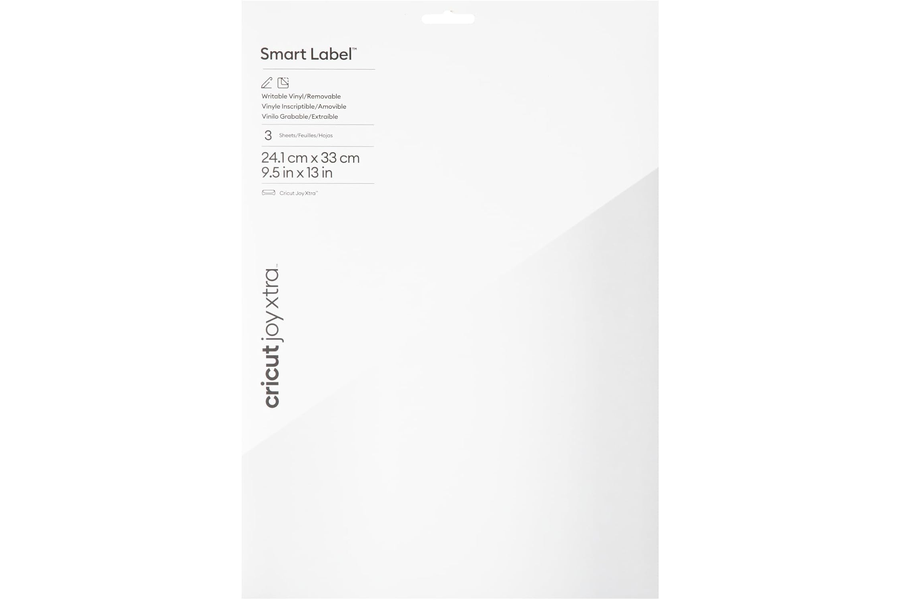 Smart Label™
Writable Vinyl/Removable
Vinyle Inscriptible/Amovible
Vinilo Grabable/Extraíble
3 Sheets/Feuilles/Hojas
24.1 cm x 33 cm
9.5 in x 13 in
Cricut Joy Xtra™
cricut joy xtra™